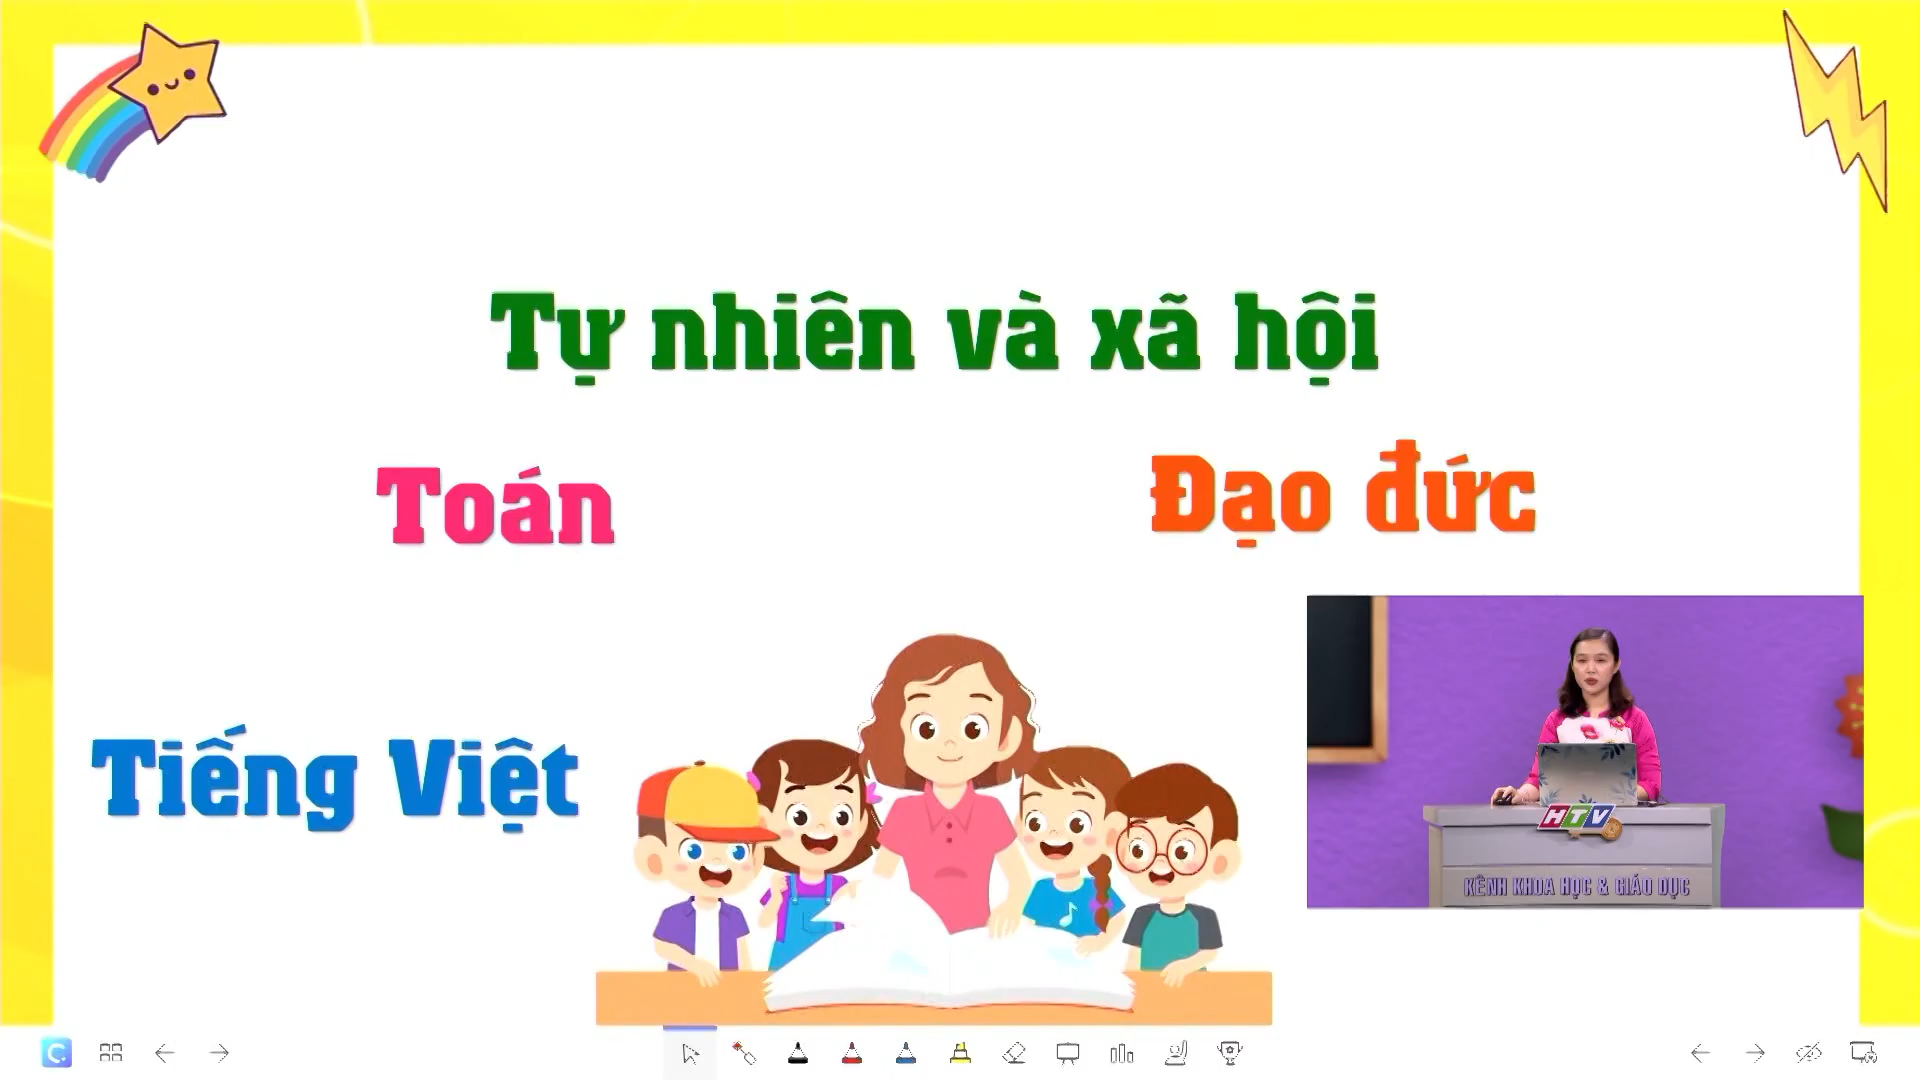 Tự nhiên và xã hội
Toán
Đạo đức
Tiếng Việt
HTV
KÊNH KHOA HỌC & GIÁO DỤC